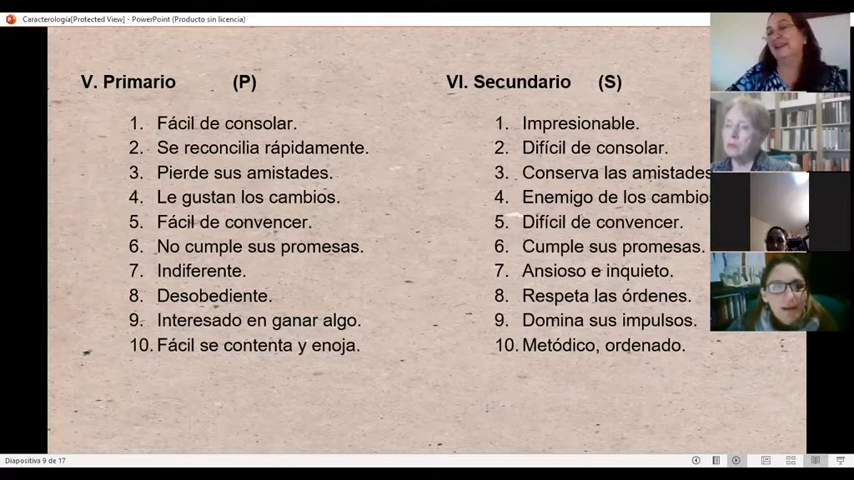 Caracterología[Protected View] - PowerPoint (Producto sin licencia)
V. Primario (P)
1. Fácil de consolar.
2. Se reconcilia rápidamente.
3. Pierde sus amistades.
4. Le gustan los cambios.
5. Fácil de convencer.
6. No cumple sus promesas.
7. Indiferente.
8. Desobediente.
9. Interesado en ganar algo.
10. Fácil se contenta y enoja.
VI. Secundario (S)
1. Impresionable.
2. Difícil de consolar.
3. Conserva las amistades
4. Enemigo de los cambios
5. Difícil de convencer.
6. Cumple sus promesas.
7. Ansioso e inquieto.
8. Respeta las órdenes.
9. Domina sus impulsos.
10. Metódico, ordenado.
Diapositiva 9 de 17